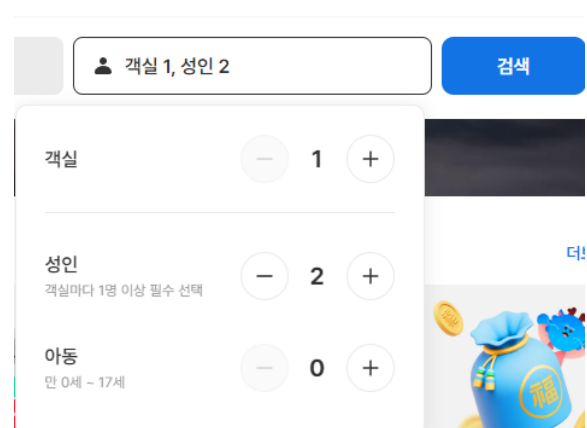 객실 1, 성인 2
검색
객실
1
성인
객실마다 1명 이상 필수 선택
2
아동
만 0세 ~ 17세
0
福